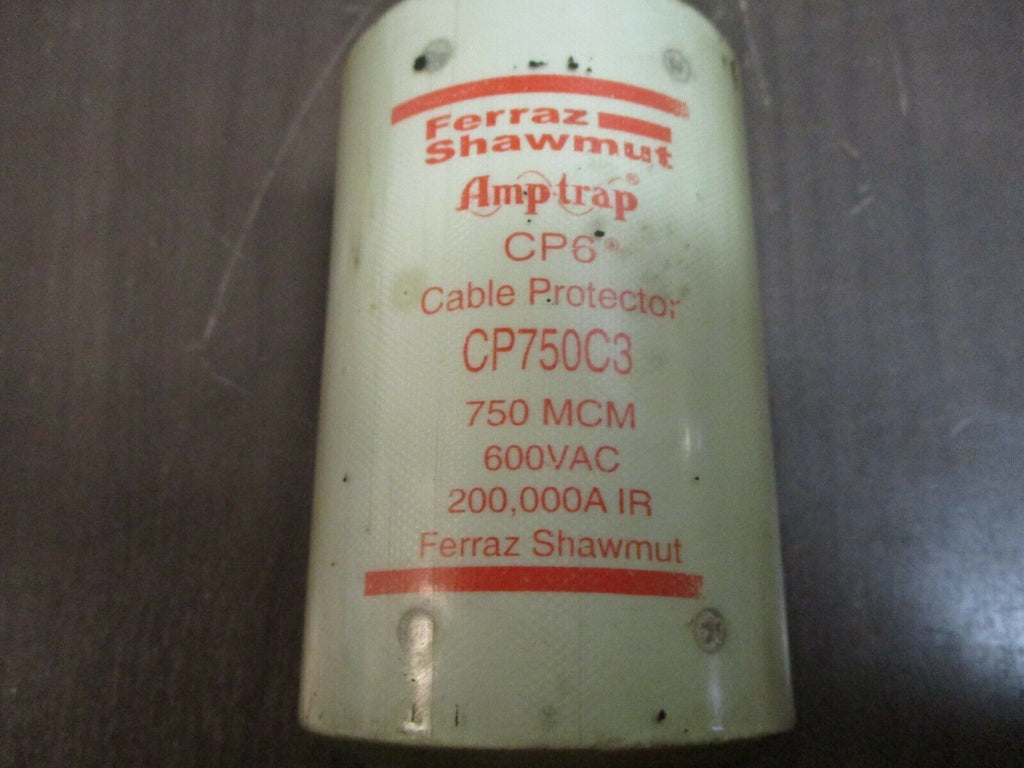 Ferraz
Shawmut
Amp-trap®
CP6®
Cable Protector
CP750C3
750 MCM
600VAC
200,000A IR
Ferraz Shawmut